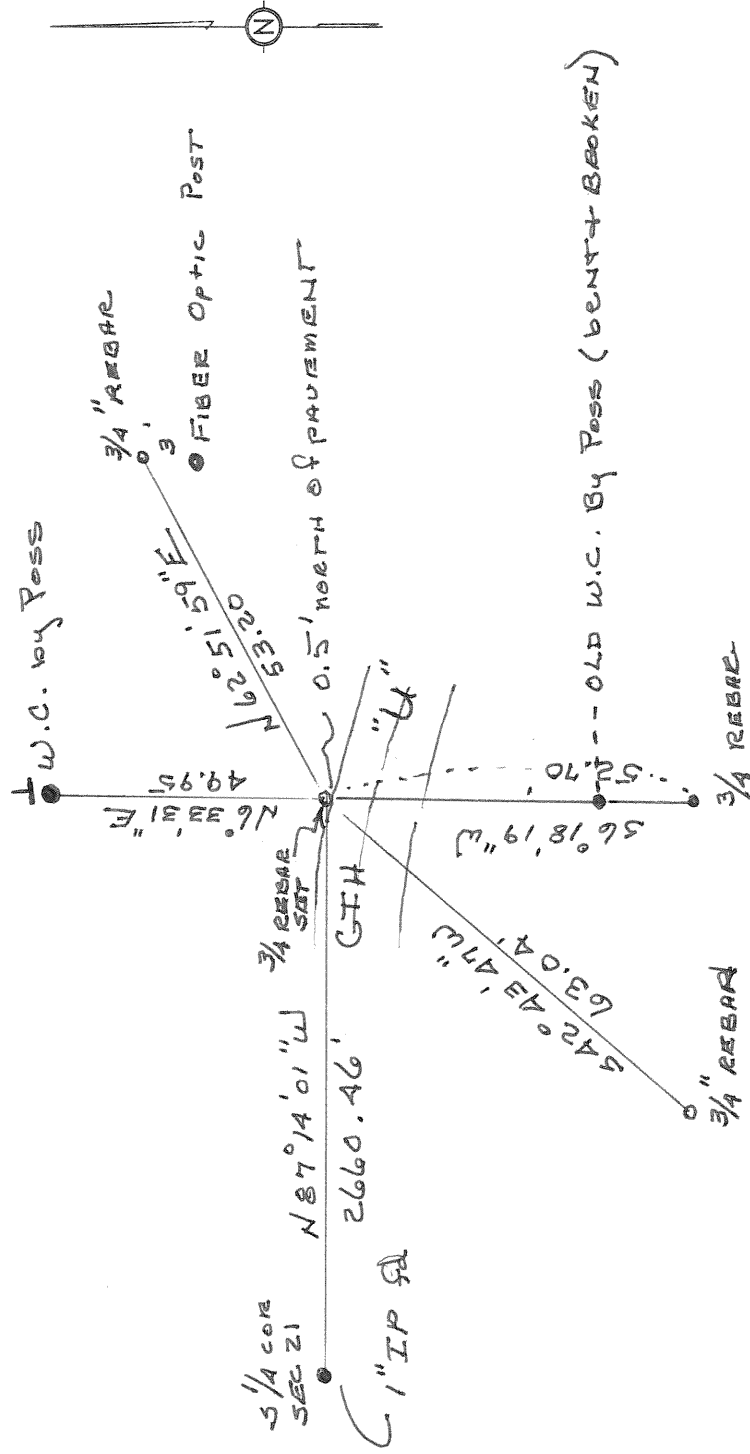 W.C. by Poss
N6°33'31"E
49.95
3/4" REBAR
3'
FIBER Optic Post
N62°51'59"E
53.20
0.5' NORTH of PAVEMENT
3/4 REBAR
SET
S 1/4 COR
SEC 21
N87°14'01"W
2660.46'
1" IP fd
CTH
"U"
S42°43'47"W
63.04'
3/4" REBAR
S6°18'19"W
52.70
OLD W.C. By Poss (bENT + BROKEN)
3/4 REBAR
N